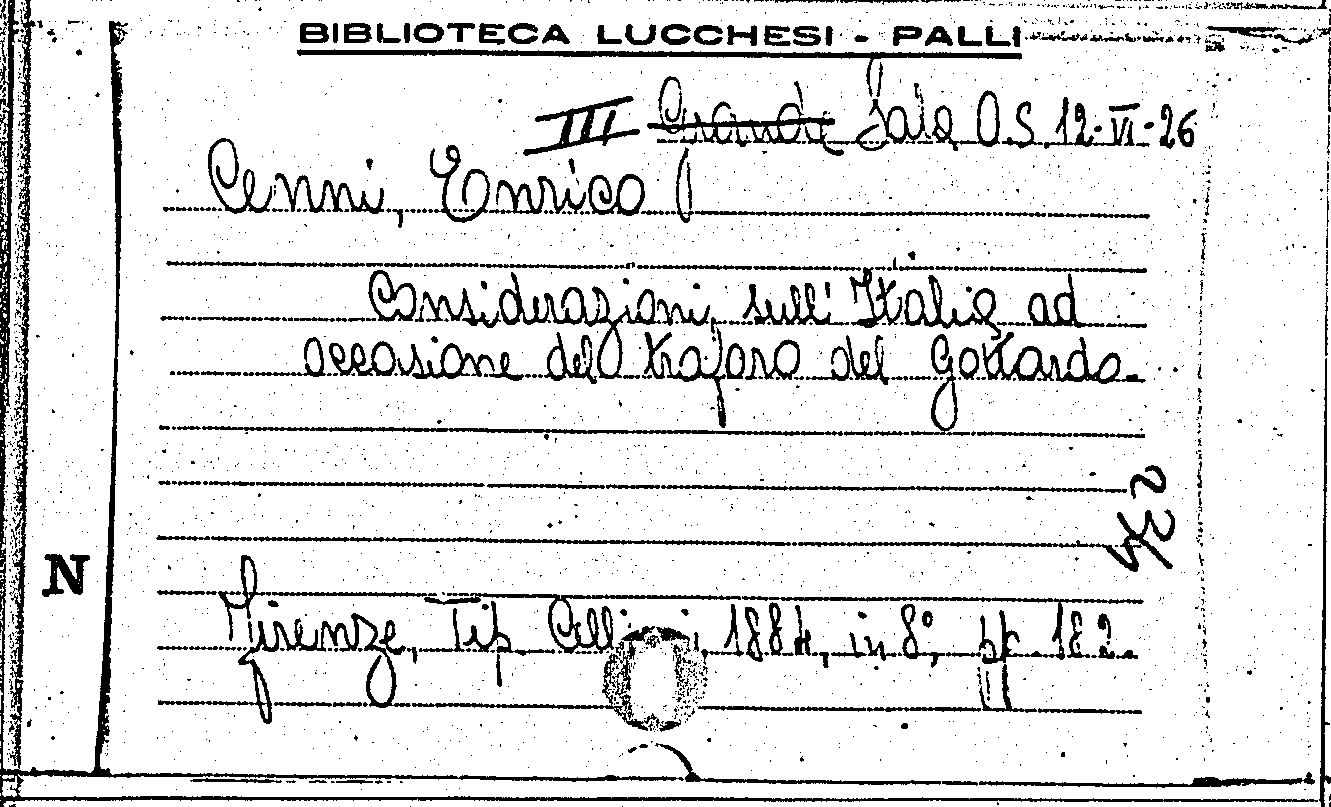 BIBLIOTECA LUCCHESI - PALLI
III Grande Sala O.S. 12-VI-26
Cenni, Enrico
Considerazioni sull' Italia ad
occasione del traforo del Gottardo.
N
Firenze, Tip. Cellini, 1884, in 8°, pp. 182.